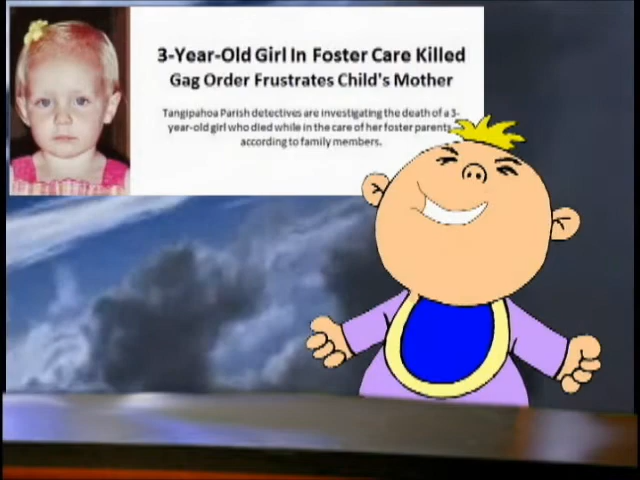 3-Year-Old Girl In Foster Care Killed
Gag Order Frustrates Child's Mother
Tangipahoa Parish detectives are investigating the death of a 3-
year-old girl who died while in the care of her foster parents,
according to family members.